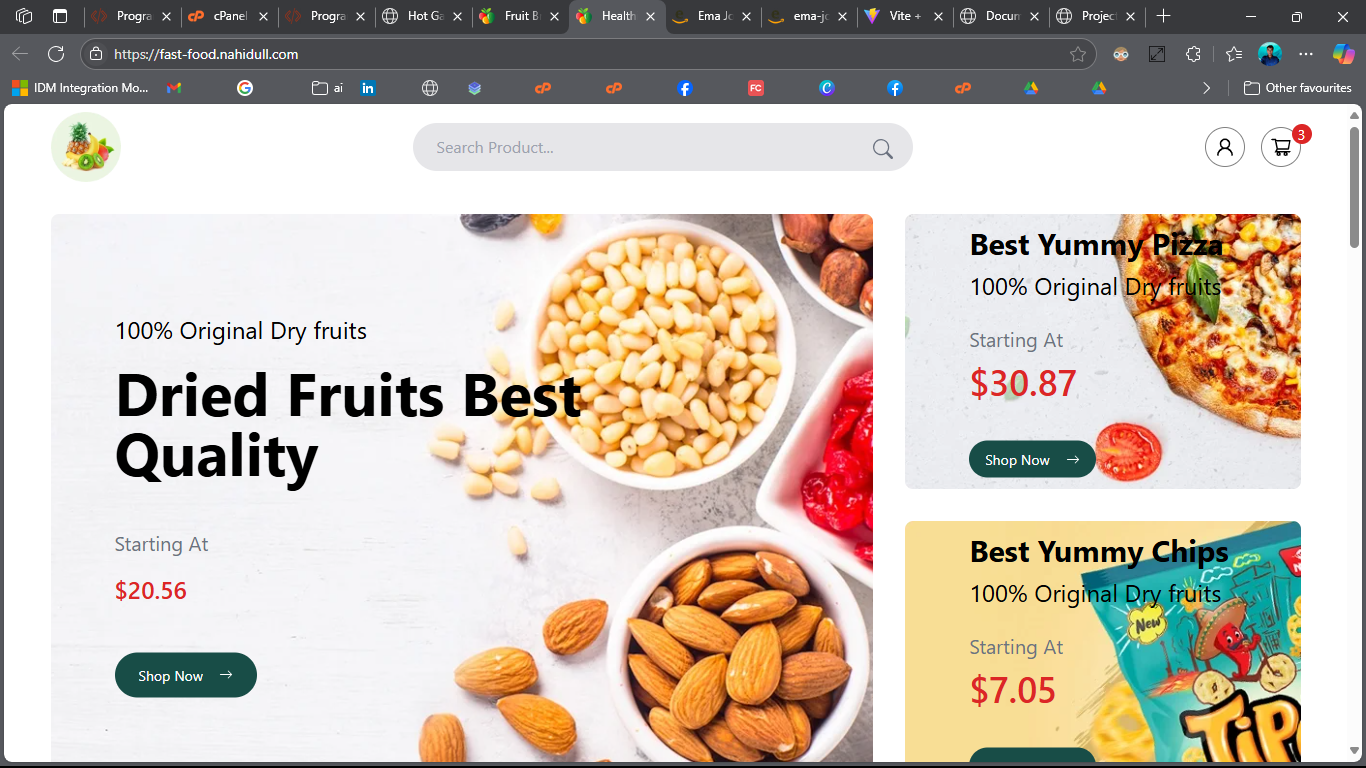 Progra
cPanel
Progra
Hot Ga
Fruit B
Health
Ema Jo
ema-jo
Vite +
Docum
Project
https://fast-food.nahidull.com
IDM Integration Mo...
ai
Other favourites
Search Product...
3
100% Original Dry fruits
Dried Fruits Best
Quality
Starting At
$20.56
Shop Now
Best Yummy Pizza
100% Original Dry fruits
Starting At
$30.87
Shop Now
Best Yummy Chips
100% Original Dry fruits
Starting At
$7.05
New